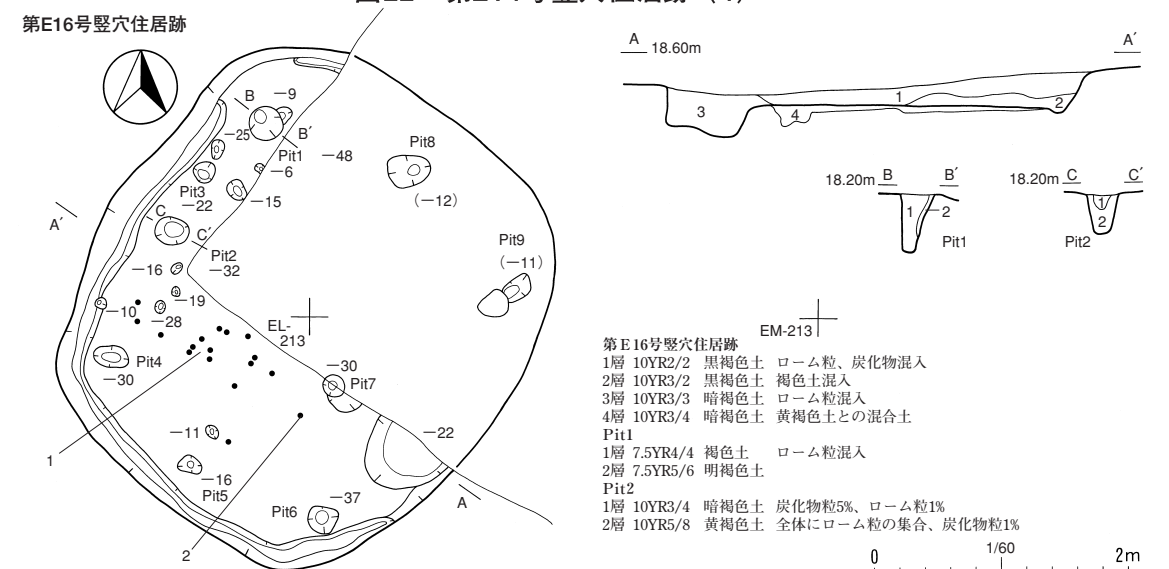 第E16号竪穴住居跡
A 18.60m A´
1
2
3
4
B −9
−25 B´
Pit1 −48
−6
Pit8
（−12）
Pit3
−22
−15
A´
C
C´
Pit2
−32
−16
Pit9
（−11）
−10
−19
−28
EL-
213
Pit4
−30
−30
Pit7
−11
−22
1
−16
Pit5
−37
Pit6
A
2
18.20m B B´
1 2
Pit1
18.20m C C´
1
2
Pit2
EM-213
第E16号竪穴住居跡
1層 10YR2/2 黒褐色土 ローム粒、炭化物混入
2層 10YR3/2 黒褐色土 褐色土混入
3層 10YR3/3 暗褐色土 ローム粒混入
4層 10YR3/4 暗褐色土 黄褐色土との混合土
Pit1
1層 7.5YR4/4 褐色土 ローム粒混入
2層 7.5YR5/6 明褐色土
Pit2
1層 10YR3/4 暗褐色土 炭化物粒5%、ローム粒1%
2層 10YR5/8 黄褐色土 全体にローム粒の集合、炭化物粒1%
0 1/60 2m